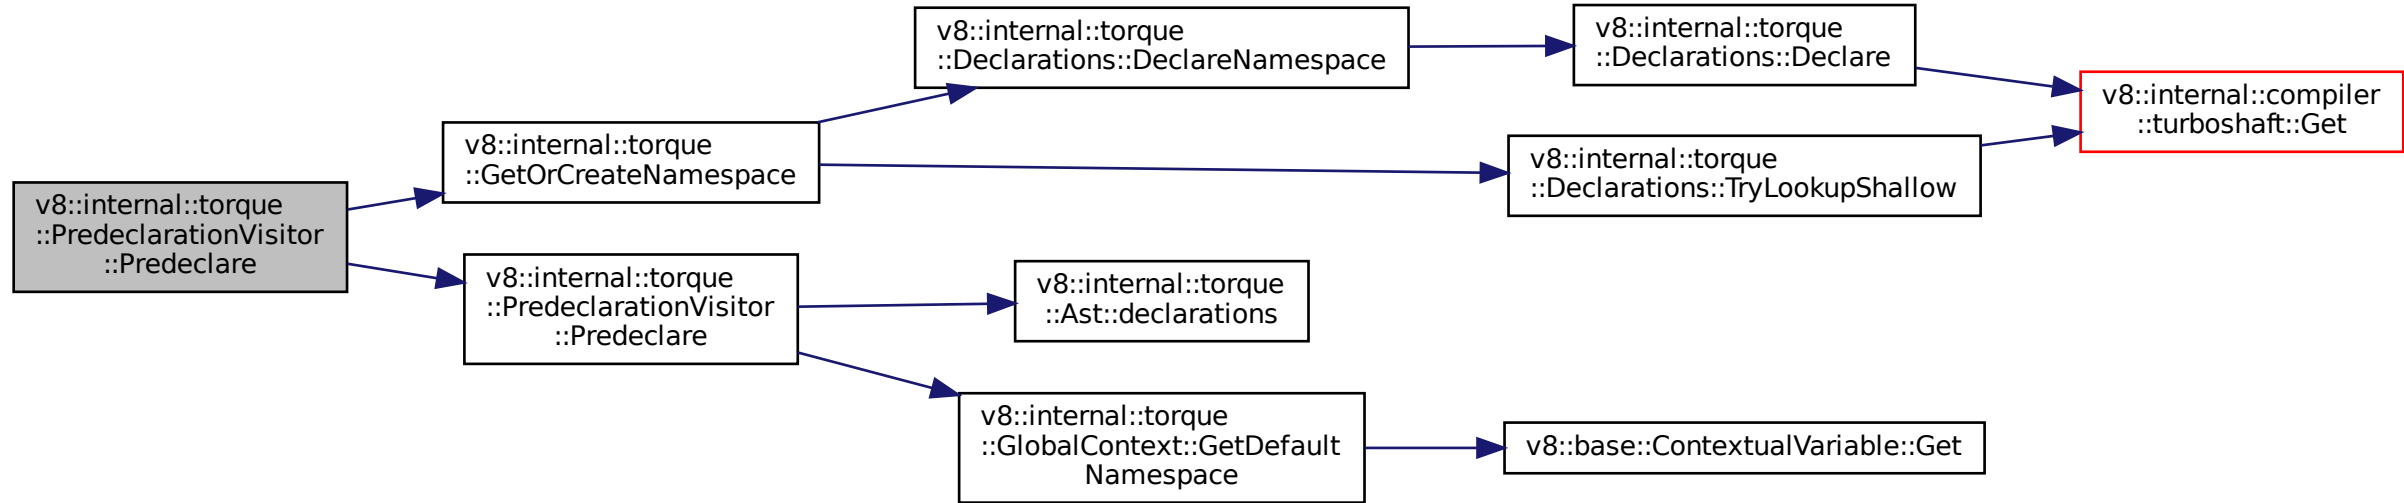 v8::internal::torque
::PredeclarationVisitor
::Predeclare
v8::internal::torque
::GetOrCreateNamespace
v8::internal::torque
::Declarations::DeclareNamespace
v8::internal::torque
::Declarations::Declare
v8::internal::compiler
::turboshaft::Get
v8::internal::torque
::Declarations::TryLookupShallow
v8::internal::torque
::PredeclarationVisitor
::Predeclare
v8::internal::torque
::Ast::declarations
v8::internal::torque
::GlobalContext::GetDefault
Namespace
v8::base::ContextualVariable::Get